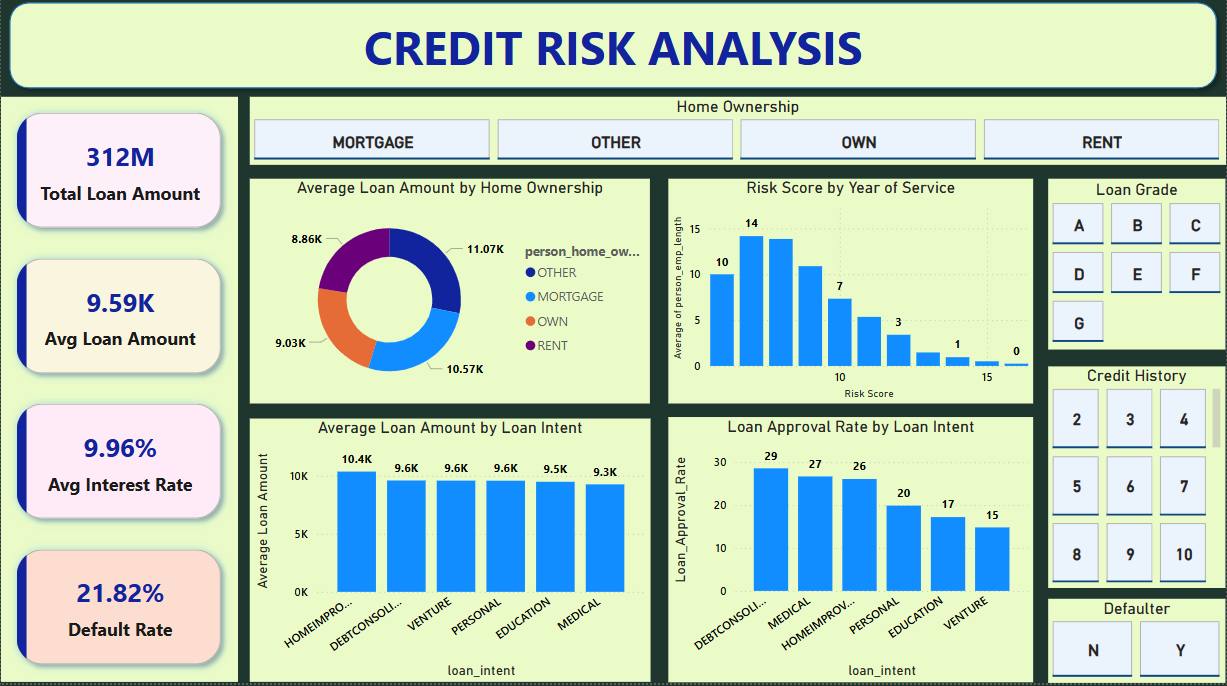 CREDIT RISK ANALYSIS
312M
Total Loan Amount
9.59K
Avg Loan Amount
9.96%
Avg Interest Rate
21.82%
Default Rate
Home Ownership
MORTGAGE
OTHER
OWN
RENT
Average Loan Amount by Home Ownership
8.86K
11.07K
9.03K
10.57K
person_home_ow...
OTHER
MORTGAGE
OWN
RENT
Risk Score by Year of Service
Average of person_emp_length
15
10
5
0
10
14
7
3
1
0
10
15
Risk Score
Loan Grade
A
B
C
D
E
F
G
Average Loan Amount by Loan Intent
Average Loan Amount
10K
5K
0K
10.4K
9.6K
9.6K
9.6K
9.5K
9.3K
HOMEIMPRO...
DEBTCONSOLI...
VENTURE
PERSONAL
EDUCATION
MEDICAL
loan_intent
Loan Approval Rate by Loan Intent
Loan_Approval_Rate
30
20
10
0
29
27
26
20
17
15
DEBTCONSOLI...
MEDICAL
HOMEIMPROV...
PERSONAL
EDUCATION
VENTURE
loan_intent
Credit History
2
3
4
5
6
7
8
9
10
Defaulter
N
Y